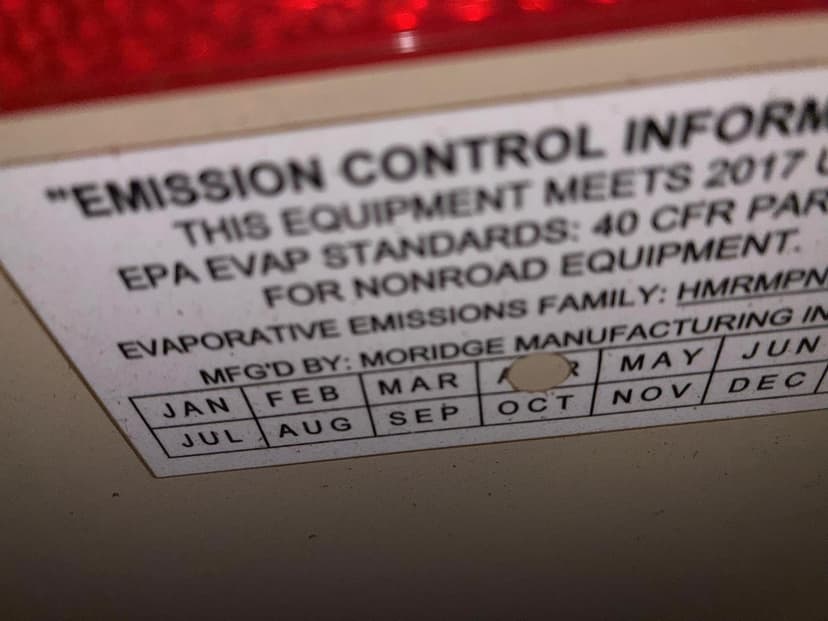 "EMISSION CONTROL INFORM
THIS EQUIPMENT MEETS 2017 U
EPA EVAP STANDARDS: 40 CFR PAR
FOR NONROAD EQUIPMENT.
EVAPORATIVE EMISSIONS FAMILY: HMRMPN
MFG'D BY: MORIDGE MANUFACTURING IN
JAN FEB MAR A R MAY JUN
JUL AUG SEP OCT NOV DEC